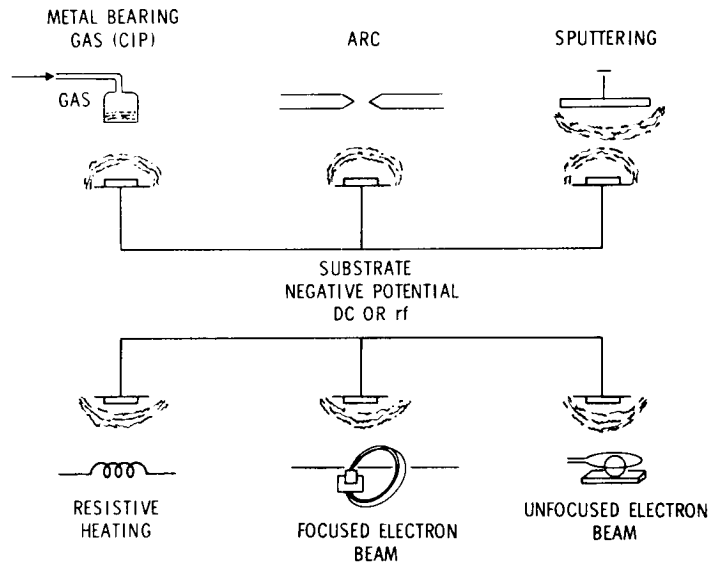 METAL BEARING
GAS (CIP)
ARC
SPUTTERING
GAS
SUBSTRATE
NEGATIVE POTENTIAL
DC OR rf
RESISTIVE
HEATING
FOCUSED ELECTRON
BEAM
UNFOCUSED ELECTRON
BEAM